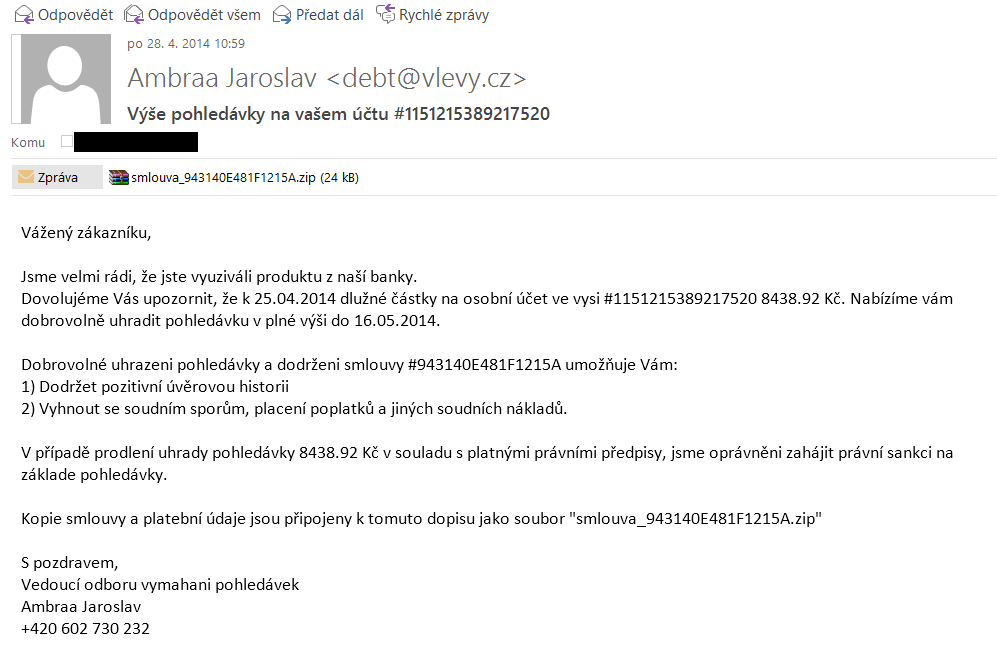 Odpovědět Odpovědět všem Předat dál Rychlé zprávy
po 28. 4. 2014 10:59
Ambraa Jaroslav <debt@vlevy.cz>
Výše pohledávky na vašem účtu #1151215389217520
Komu
Zpráva smlouva_943140E481F1215A.zip (24 kB)
Vážený zákazníku,
Jsme velmi rádi, že jste vyuziváli produktu z naší banky.
Dovolujéme Vás upozornit, že k 25.04.2014 dlužné částky na osobní účet ve vysi #1151215389217520 8438.92 Kč. Nabízíme vám
dobrovolně uhradit pohledávku v plné výši do 16.05.2014.
Dobrovolné uhrazeni pohledávky a dodrženi smlouvy #943140E481F1215A umožňuje Vám:
1) Dodržet pozitivní úvěrovou historii
2) Vyhnout se soudním sporům, placení poplatků a jiných soudních nákladů.
V případě prodlení uhrady pohledávky 8438.92 Kč v souladu s platnými právními předpisy, jsme oprávněni zahájit právní sankci na
základe pohledávky.
Kopie smlouvy a platební údaje jsou připojeny k tomuto dopisu jako soubor "smlouva_943140E481F1215A.zip"
S pozdravem,
Vedoucí odboru vymahani pohledávek
Ambraa Jaroslav
+420 602 730 232